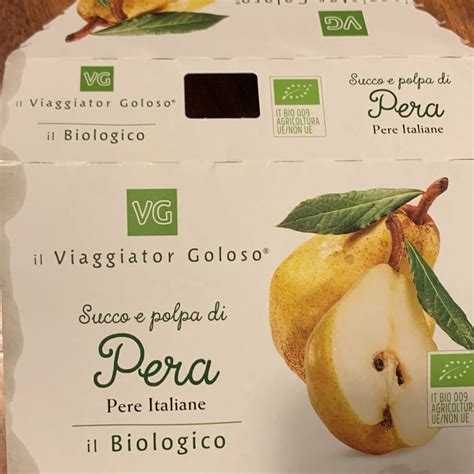 Viaggiator Goloso®
VG
VG
il Viaggiator Goloso®
il Biologico
IT BIO 009
AGRICOLTURA
UE/NON UE
Succo e polpa di
Pera
Pere Italiane
VG
il Viaggiator Goloso®
Succo e polpa di
Pera
Pere Italiane
il Biologico
IT BIO 009
AGRICOLTURA
UE/NON UE